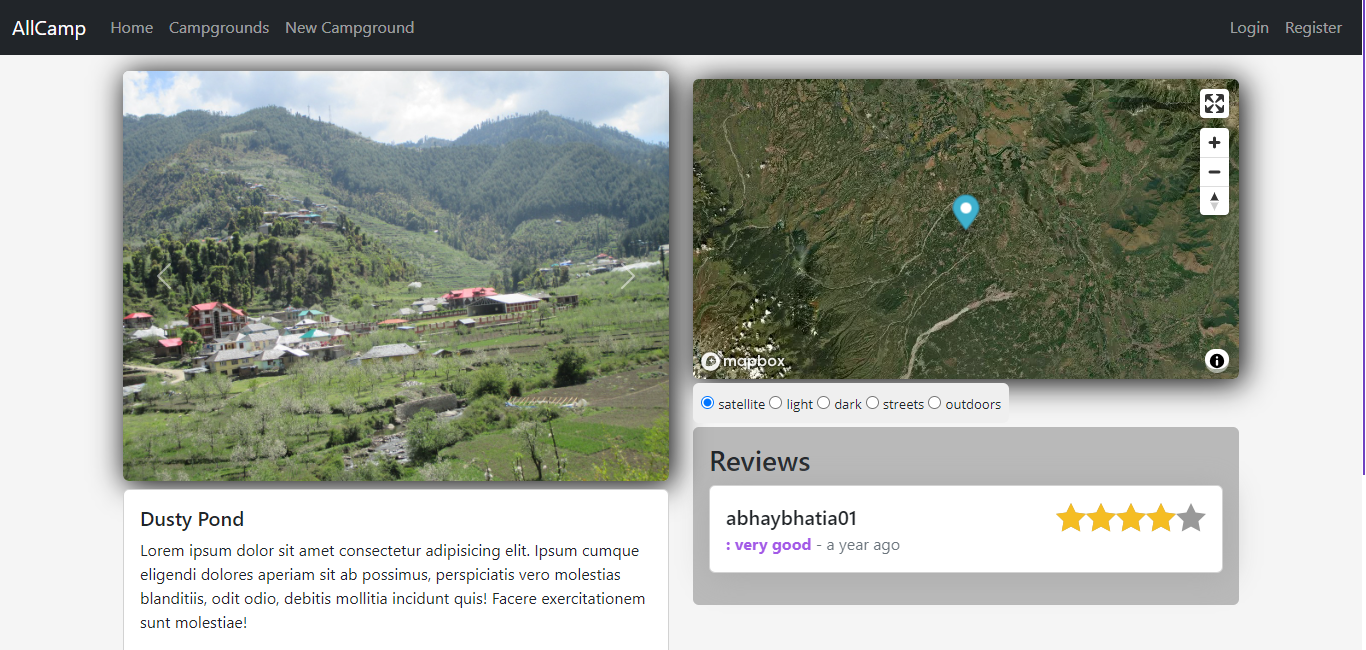 AllCamp Home Campgrounds New Campground Login Register
mapbox
satellite light dark streets outdoors
Dusty Pond
Lorem ipsum dolor sit amet consectetur adipisicing elit. Ipsum cumque
eligendi dolores aperiam sit ab possimus, perspiciatis vero molestias
blanditiis, odit odio, debitis mollitia incidunt quis! Facere exercitationem
sunt molestiae!
Reviews
abhaybhatia01
: very good - a year ago